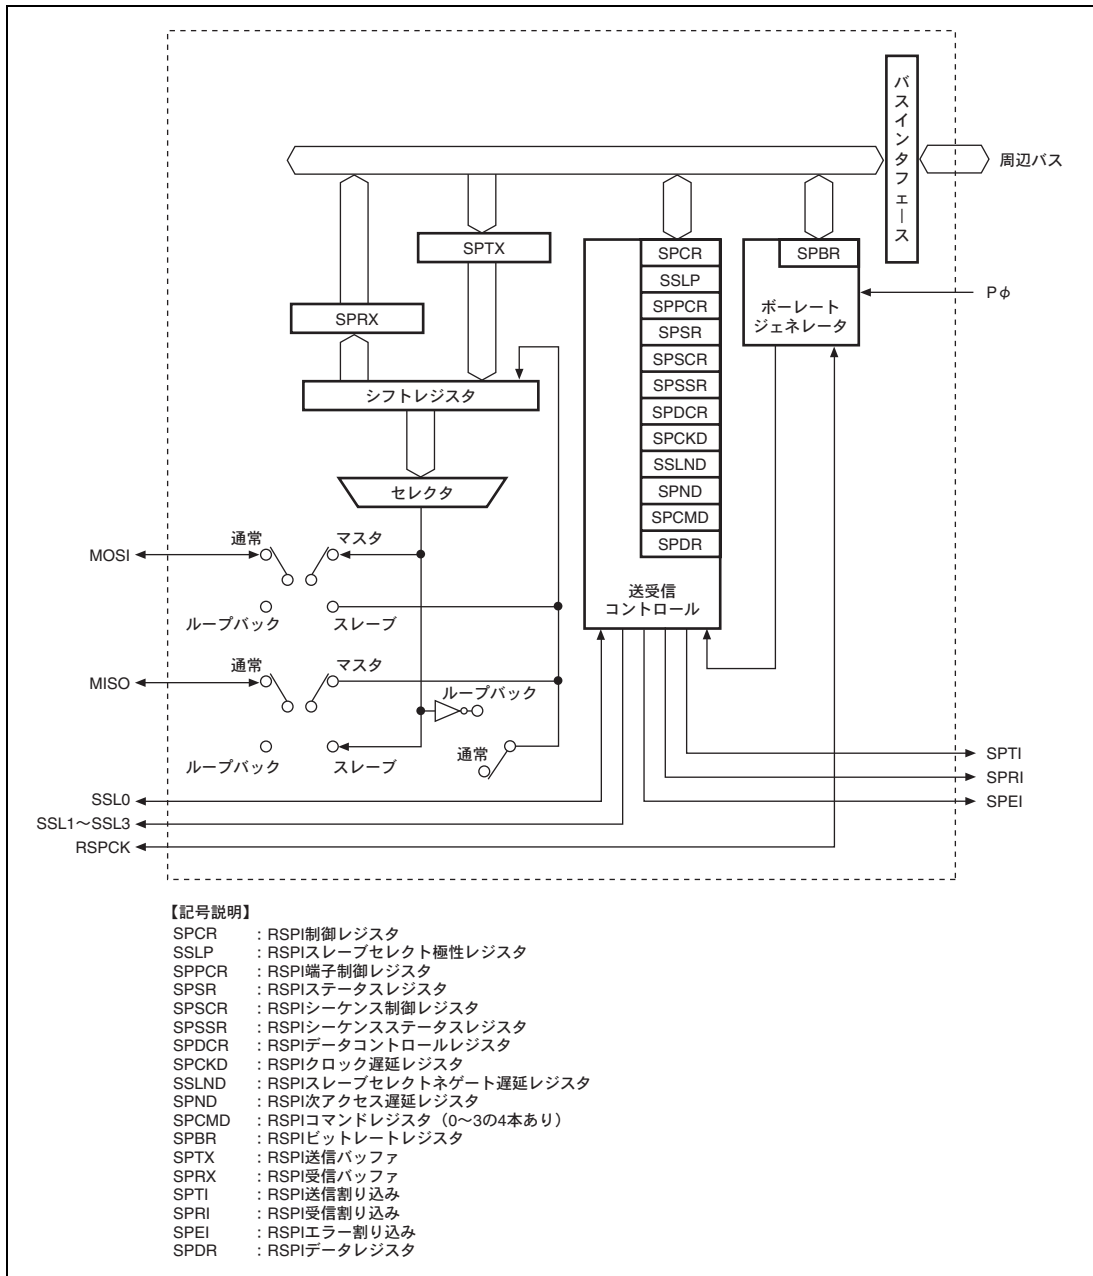 バスインタフェース
周辺バス
SPTX
SPCR
SPBR
SSLP
Pφ
SPRX
SPPCR
ボーレート
ジェネレータ
SPSR
SPSCR
シフトレジスタ
SPSSR
SPDCR
SPCKD
SSLND
セレクタ
SPND
SPCMD
SPDR
通常
マスタ
MOSI
送受信
コントロール
ループバック
スレーブ
通常
マスタ
MISO
ループバック
通常
ループバック
スレーブ
SPTI
SPRI
SSL0
SPEI
SSL1~SSL3
RSPCK
【記号説明】
SPCR : RSPI制御レジスタ
SSLP : RSPIスレーブセレクト極性レジスタ
SPPCR : RSPI端子制御レジスタ
SPSR : RSPIステータスレジスタ
SPSCR : RSPIシーケンス制御レジスタ
SPSSR : RSPIシーケンスステータスレジスタ
SPDCR : RSPIデータコントロールレジスタ
SPCKD : RSPIクロック遅延レジスタ
SSLND : RSPIスレーブセレクトネゲート遅延レジスタ
SPND : RSPI次アクセス遅延レジスタ
SPCMD : RSPIコマンドレジスタ（0~3の4本あり）
SPBR : RSPIビットレートレジスタ
SPTX : RSPI送信バッファ
SPRX : RSPI受信バッファ
SPTI : RSPI送信割り込み
SPRI : RSPI受信割り込み
SPEI : RSPIエラー割り込み
SPDR : RSPIデータレジスタ